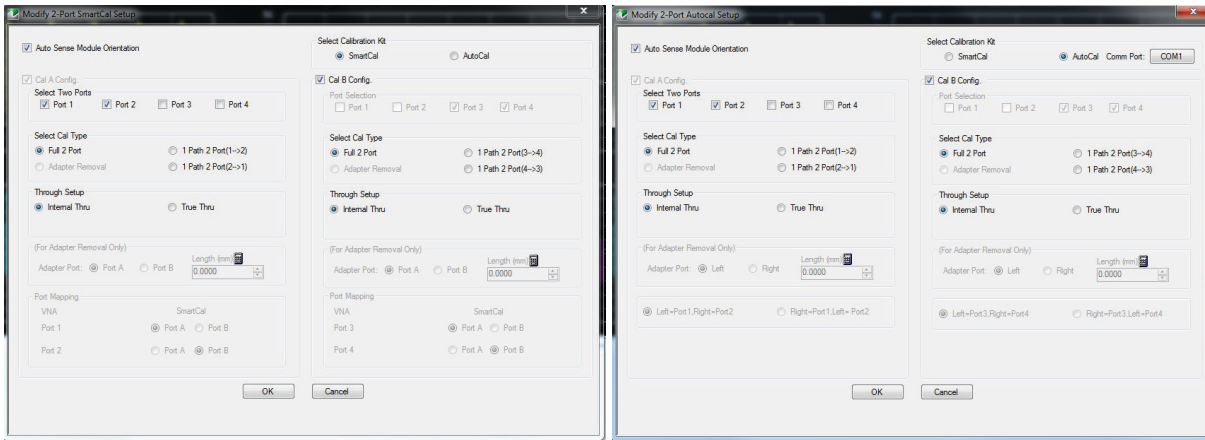 Modify 2-Port SmartCal Setup
x
Auto Sense Module Orientation
Select Calibration Kit
SmartCal AutoCal
Cal A Config.
Select Two Ports
Port 1 Port 2 Port 3 Port 4
Select Cal Type
Full 2 Port 1 Path 2 Port(1-->2)
Adapter Removal 1 Path 2 Port(2-->1)
Through Setup
Internal Thru True Thru
(For Adapter Removal Only)
Length (mm)
Adapter Port: Port A Port B 0.0000
Port Mapping
VNA SmartCal
Port 1 Port A Port B
Port 2 Port A Port B
Cal B Config.
Port Selection
Port 1 Port 2 Port 3 Port 4
Select Cal Type
Full 2 Port 1 Path 2 Port(3-->4)
Adapter Removal 1 Path 2 Port(4-->3)
Through Setup
Internal Thru True Thru
(For Adapter Removal Only)
Length (mm)
Adapter Port: Port A Port B 0.0000
Port Mapping
VNA SmartCal
Port 3 Port A Port B
Port 4 Port A Port B
OK Cancel
Modify 2-Port Autocal Setup
x
Auto Sense Module Orientation
Select Calibration Kit
SmartCal AutoCal Comm Port: COM1
Cal A Config.
Select Two Ports
Port 1 Port 2 Port 3 Port 4
Select Cal Type
Full 2 Port 1 Path 2 Port(1-->2)
Adapter Removal 1 Path 2 Port(2-->1)
Through Setup
Internal Thru True Thru
(For Adapter Removal Only)
Length (mm)
Adapter Port: Left Right 0.0000
Left=Port1,Right=Port2 Right=Port1,Left= Port2
Cal B Config.
Port Selection
Port 1 Port 2 Port 3 Port 4
Select Cal Type
Full 2 Port 1 Path 2 Port(3-->4)
Adapter Removal 1 Path 2 Port(4-->3)
Through Setup
Internal Thru True Thru
(For Adapter Removal Only)
Length (mm)
Adapter Port: Left Right 0.0000
Left=Port3,Right=Port4 Right=Port3,Left=Port4
OK Cancel